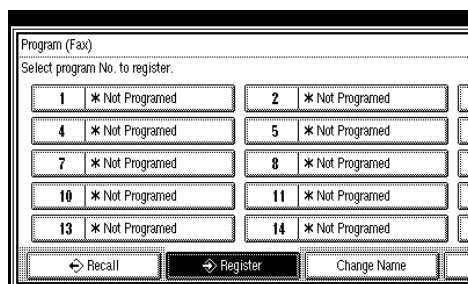 Program (Fax)
Select program No. to register.
1 ✱ Not Programed 2 ✱ Not Programed
4 ✱ Not Programed 5 ✱ Not Programed
7 ✱ Not Programed 8 ✱ Not Programed
10 ✱ Not Programed 11 ✱ Not Programed
13 ✱ Not Programed 14 ✱ Not Programed
Recall Register Change Name